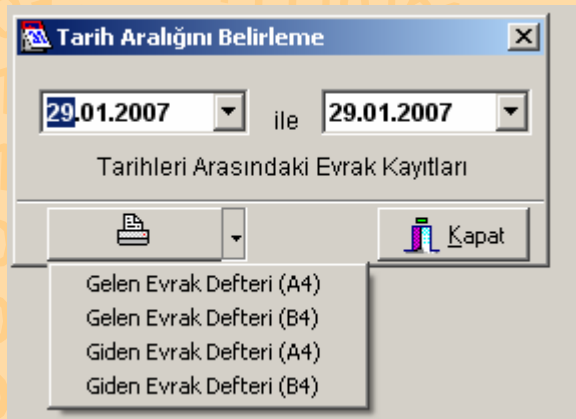 Tarih Aralığını Belirleme
29.01.2007 ile 29.01.2007
Tarihleri Arasındaki Evrak Kayıtları
Kapat
Gelen Evrak Defteri (A4)
Gelen Evrak Defteri (B4)
Giden Evrak Defteri (A4)
Giden Evrak Defteri (B4)